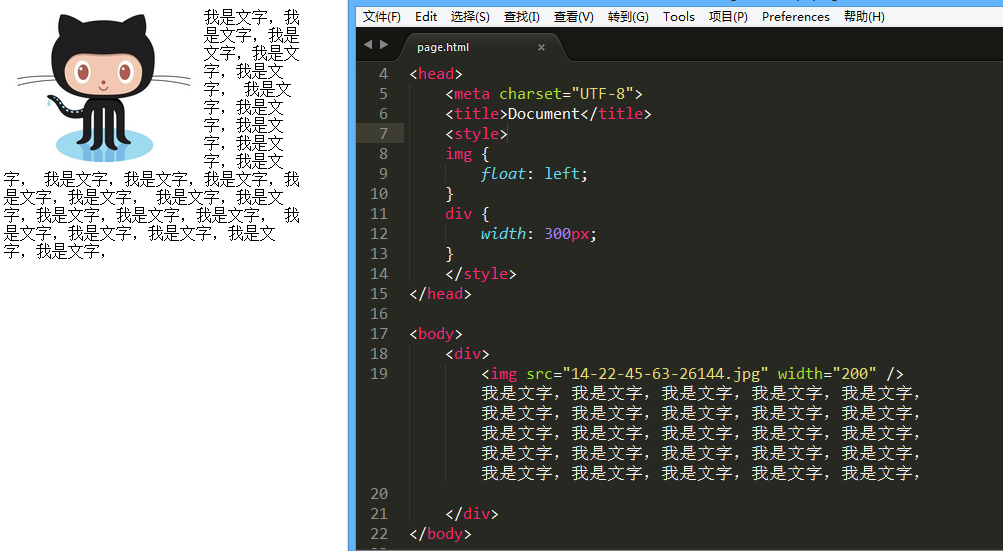 我是文字，我
是文字，我是
文字，我是文
字，我是文
字， 我是文
字，我是文
字，我是文
字，我是文
字，我是文
字， 我是文字，我是文字，我是文字，我
是文字，我是文字， 我是文字，我是文
字，我是文字，我是文字，我是文字， 我
是文字，我是文字，我是文字，我是文
字，我是文字，
文件(F) Edit 选择(S) 查找(I) 查看(V) 转到(G) Tools 项目(P) Preferences 帮助(H)
page.html ×
4 <head>
5 <meta charset="UTF-8">
6 <title>Document</title>
7 <style>
8 img {
9 float: left;
10 }
11 div {
12 width: 300px;
13 }
14 </style>
15 </head>
16
17 <body>
18 <div>
19 <img src="14-22-45-63-26144.jpg" width="200" />
我是文字，我是文字，我是文字，我是文字，我是文字，
我是文字，我是文字，我是文字，我是文字，我是文字，
我是文字，我是文字，我是文字，我是文字，我是文字，
我是文字，我是文字，我是文字，我是文字，我是文字，
我是文字，我是文字，我是文字，我是文字，我是文字，
20
21 </div>
22 </body>